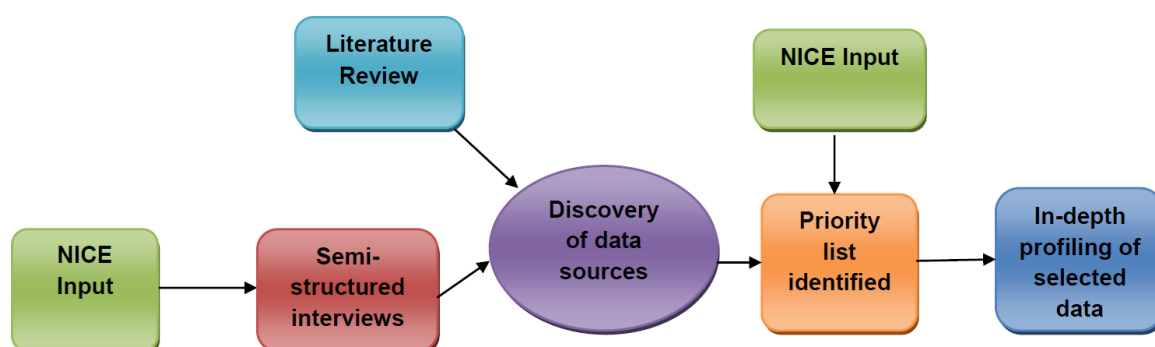 Literature
Review
NICE Input
NICE
Input
Semi-
structured
interviews
Discovery
of data
sources
Priority
list
identified
In-depth
profiling of
selected
data